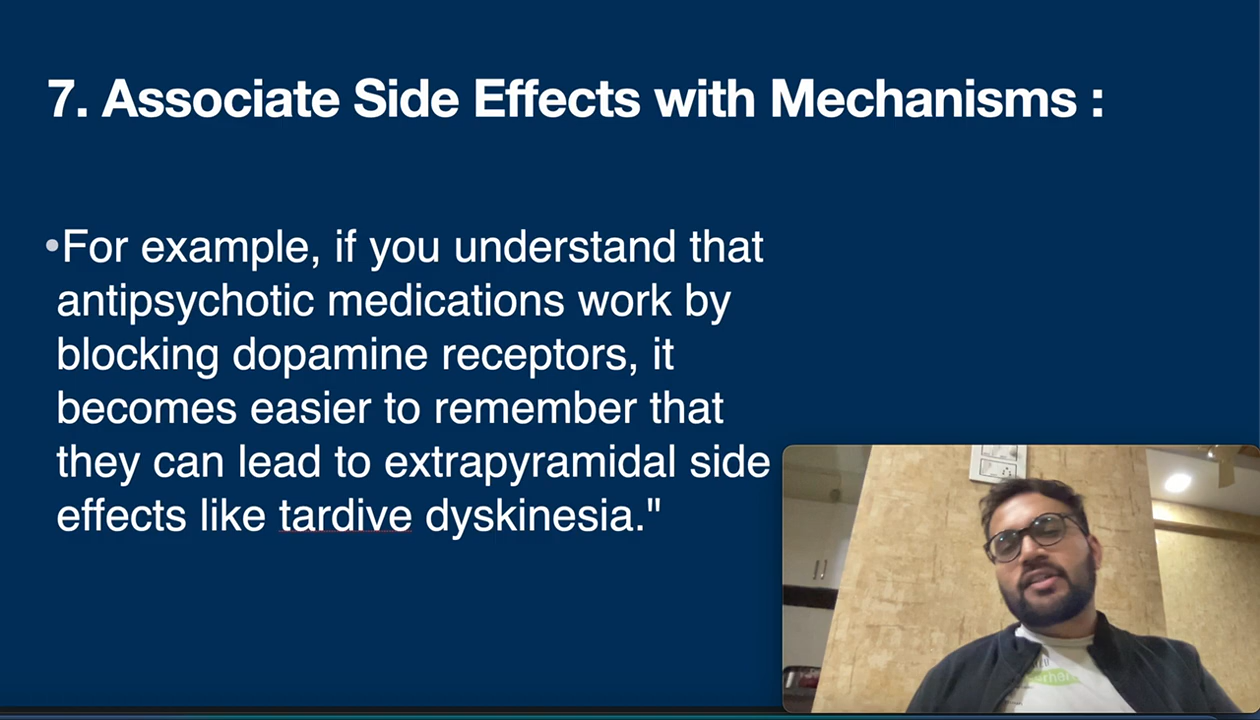 7. Associate Side Effects with Mechanisms :
•For example, if you understand that
antipsychotic medications work by
blocking dopamine receptors, it
becomes easier to remember that
they can lead to extrapyramidal side
effects like tardive dyskinesia."